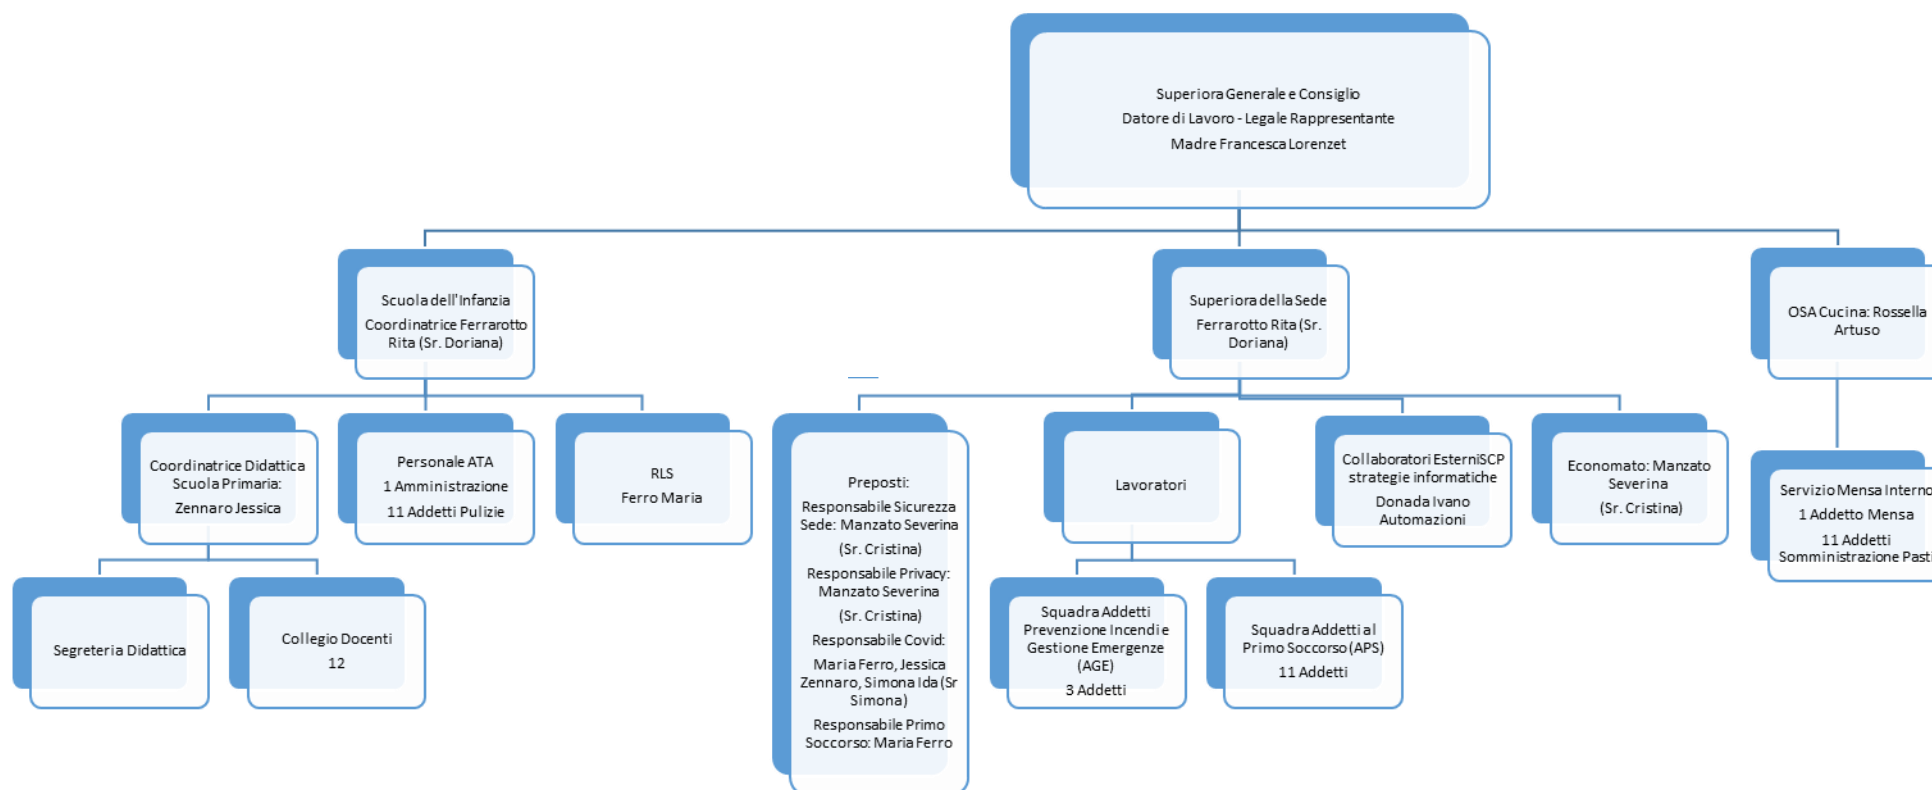 Superiora Generale e Consiglio
Datore di Lavoro - Legale Rappresentante
Madre Francesca Lorenzet
Scuola dell'Infanzia
Coordinatrice Ferrarotto
Rita (Sr. Doriana)
Superiora della Sede
Ferrarotto Rita (Sr.
Doriana)
OSA Cucina: Rossella
Artuso
Coordinatrice Didattica
Scuola Primaria:
Zennaro Jessica
Personale ATA
1 Amministrazione
11 Addetti Pulizie
RLS
Ferro Maria
Preposti:
Responsabile Sicurezza
Sede: Manzato Severina
(Sr. Cristina)
Responsabile Privacy:
Manzato Severina
(Sr. Cristina)
Responsabile Covid:
Maria Ferro, Jessica
Zennaro, Simona Ida (Sr
Simona)
Responsabile Primo
Soccorso: Maria Ferro
Lavoratori
Collaboratori EsterniSCP
strategie informatiche
Donada Ivano
Automazioni
Economato: Manzato
Severina
(Sr. Cristina)
Servizio Mensa Interno
1 Addetto Mensa
11 Addetti
Somministrazione Pasti
Segreteria Didattica
Collegio Docenti
12
Squadra Addetti
Prevenzione Incendi e
Gestione Emergenze
(AGE)
3 Addetti
Squadra Addetti al
Primo Soccorso (APS)
11 Addetti